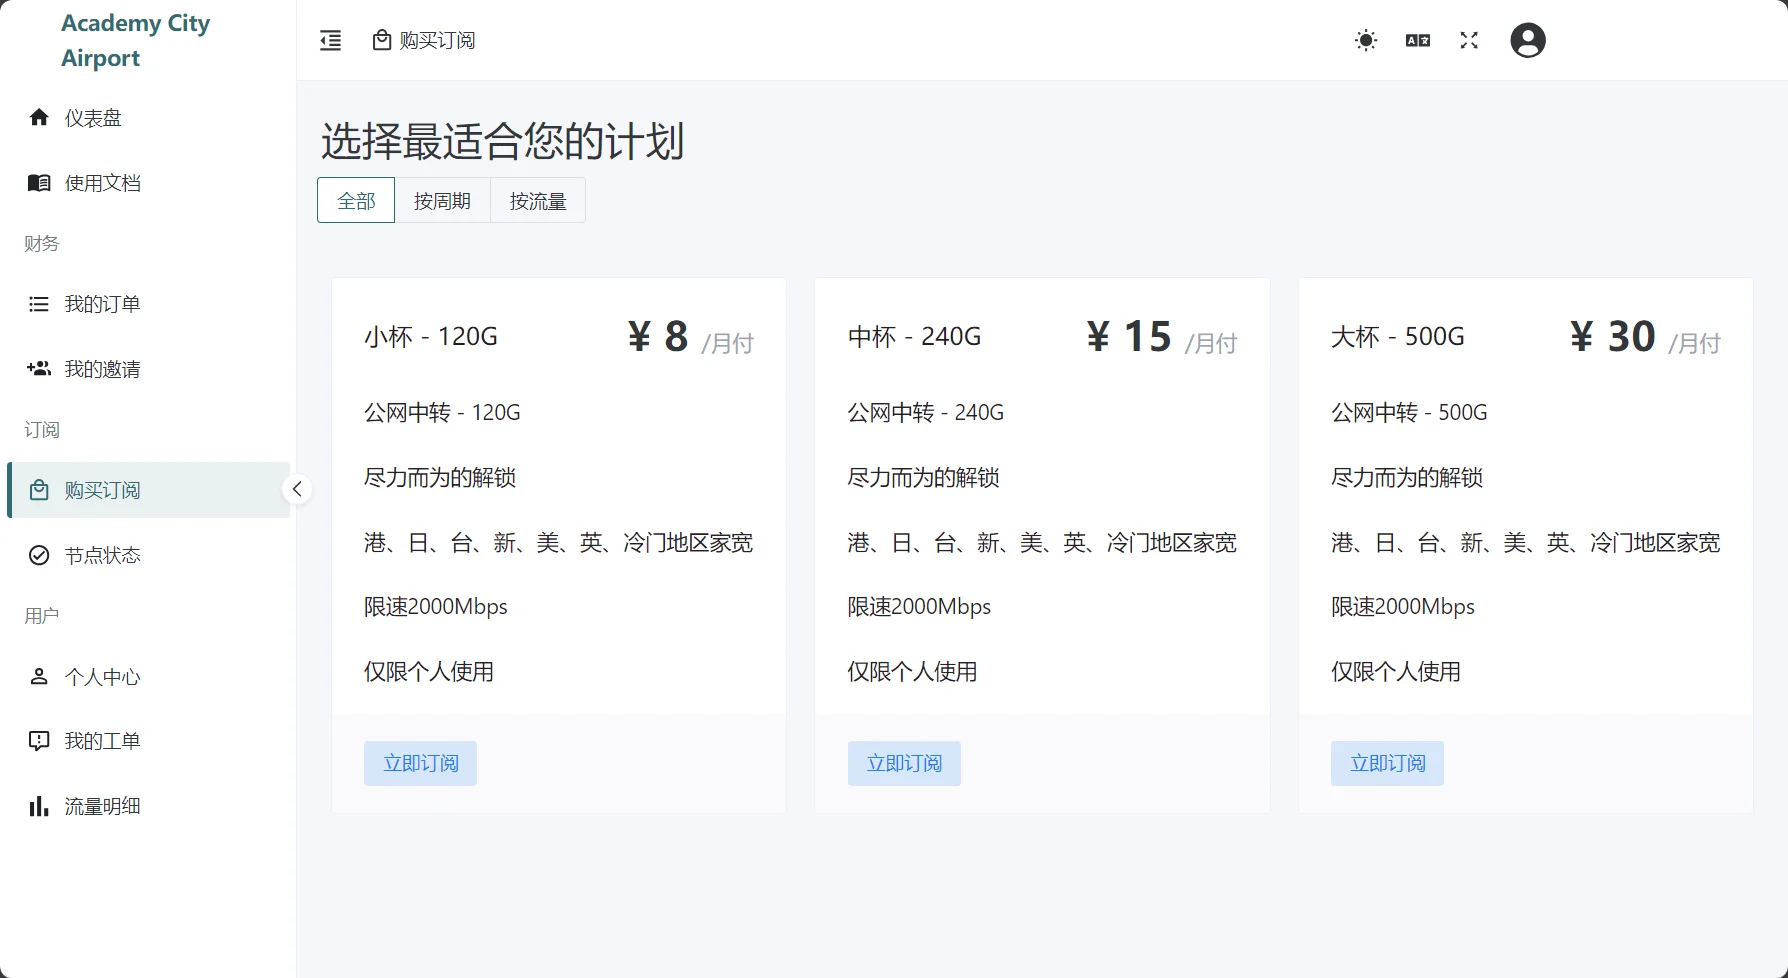 Academy City
Airport
仪表盘
使用文档
财务
我的订单
我的邀请
订阅
购买订阅
节点状态
用户
个人中心
我的工单
流量明细
购买订阅
选择最适合您的计划
全部
按周期
按流量
小杯 - 120G
¥ 8 /月付
公网中转 - 120G
尽力而为的解锁
港、日、台、新、美、英、冷门地区家宽
限速2000Mbps
仅限个人使用
立即订阅
中杯 - 240G
¥ 15 /月付
公网中转 - 240G
尽力而为的解锁
港、日、台、新、美、英、冷门地区家宽
限速2000Mbps
仅限个人使用
立即订阅
大杯 - 500G
¥ 30 /月付
公网中转 - 500G
尽力而为的解锁
港、日、台、新、美、英、冷门地区家宽
限速2000Mbps
仅限个人使用
立即订阅